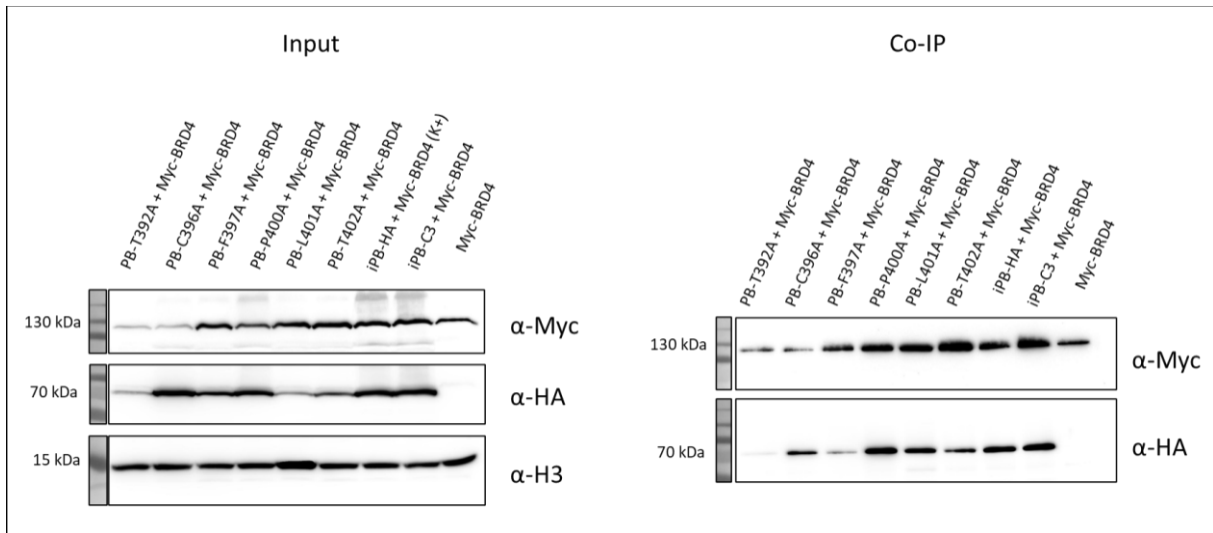 Input
PB-T392A + Myc-BRD4
PB-C396A + Myc-BRD4
PB-F397A + Myc-BRD4
PB-P400A + Myc-BRD4
PB-L401A + Myc-BRD4
PB-T402A + Myc-BRD4
iPB-HA + Myc-BRD4 (K+)
iPB-C3 + Myc-BRD4
Myc-BRD4
130 kDa
α-Myc
70 kDa
α-HA
15 kDa
α-H3
Co-IP
PB-T392A + Myc-BRD4
PB-C396A + Myc-BRD4
PB-F397A + Myc-BRD4
PB-P400A + Myc-BRD4
PB-L401A + Myc-BRD4
PB-T402A + Myc-BRD4
iPB-HA + Myc-BRD4
iPB-C3 + Myc-BRD4
Myc-BRD4
130 kDa
α-Myc
70 kDa
α-HA